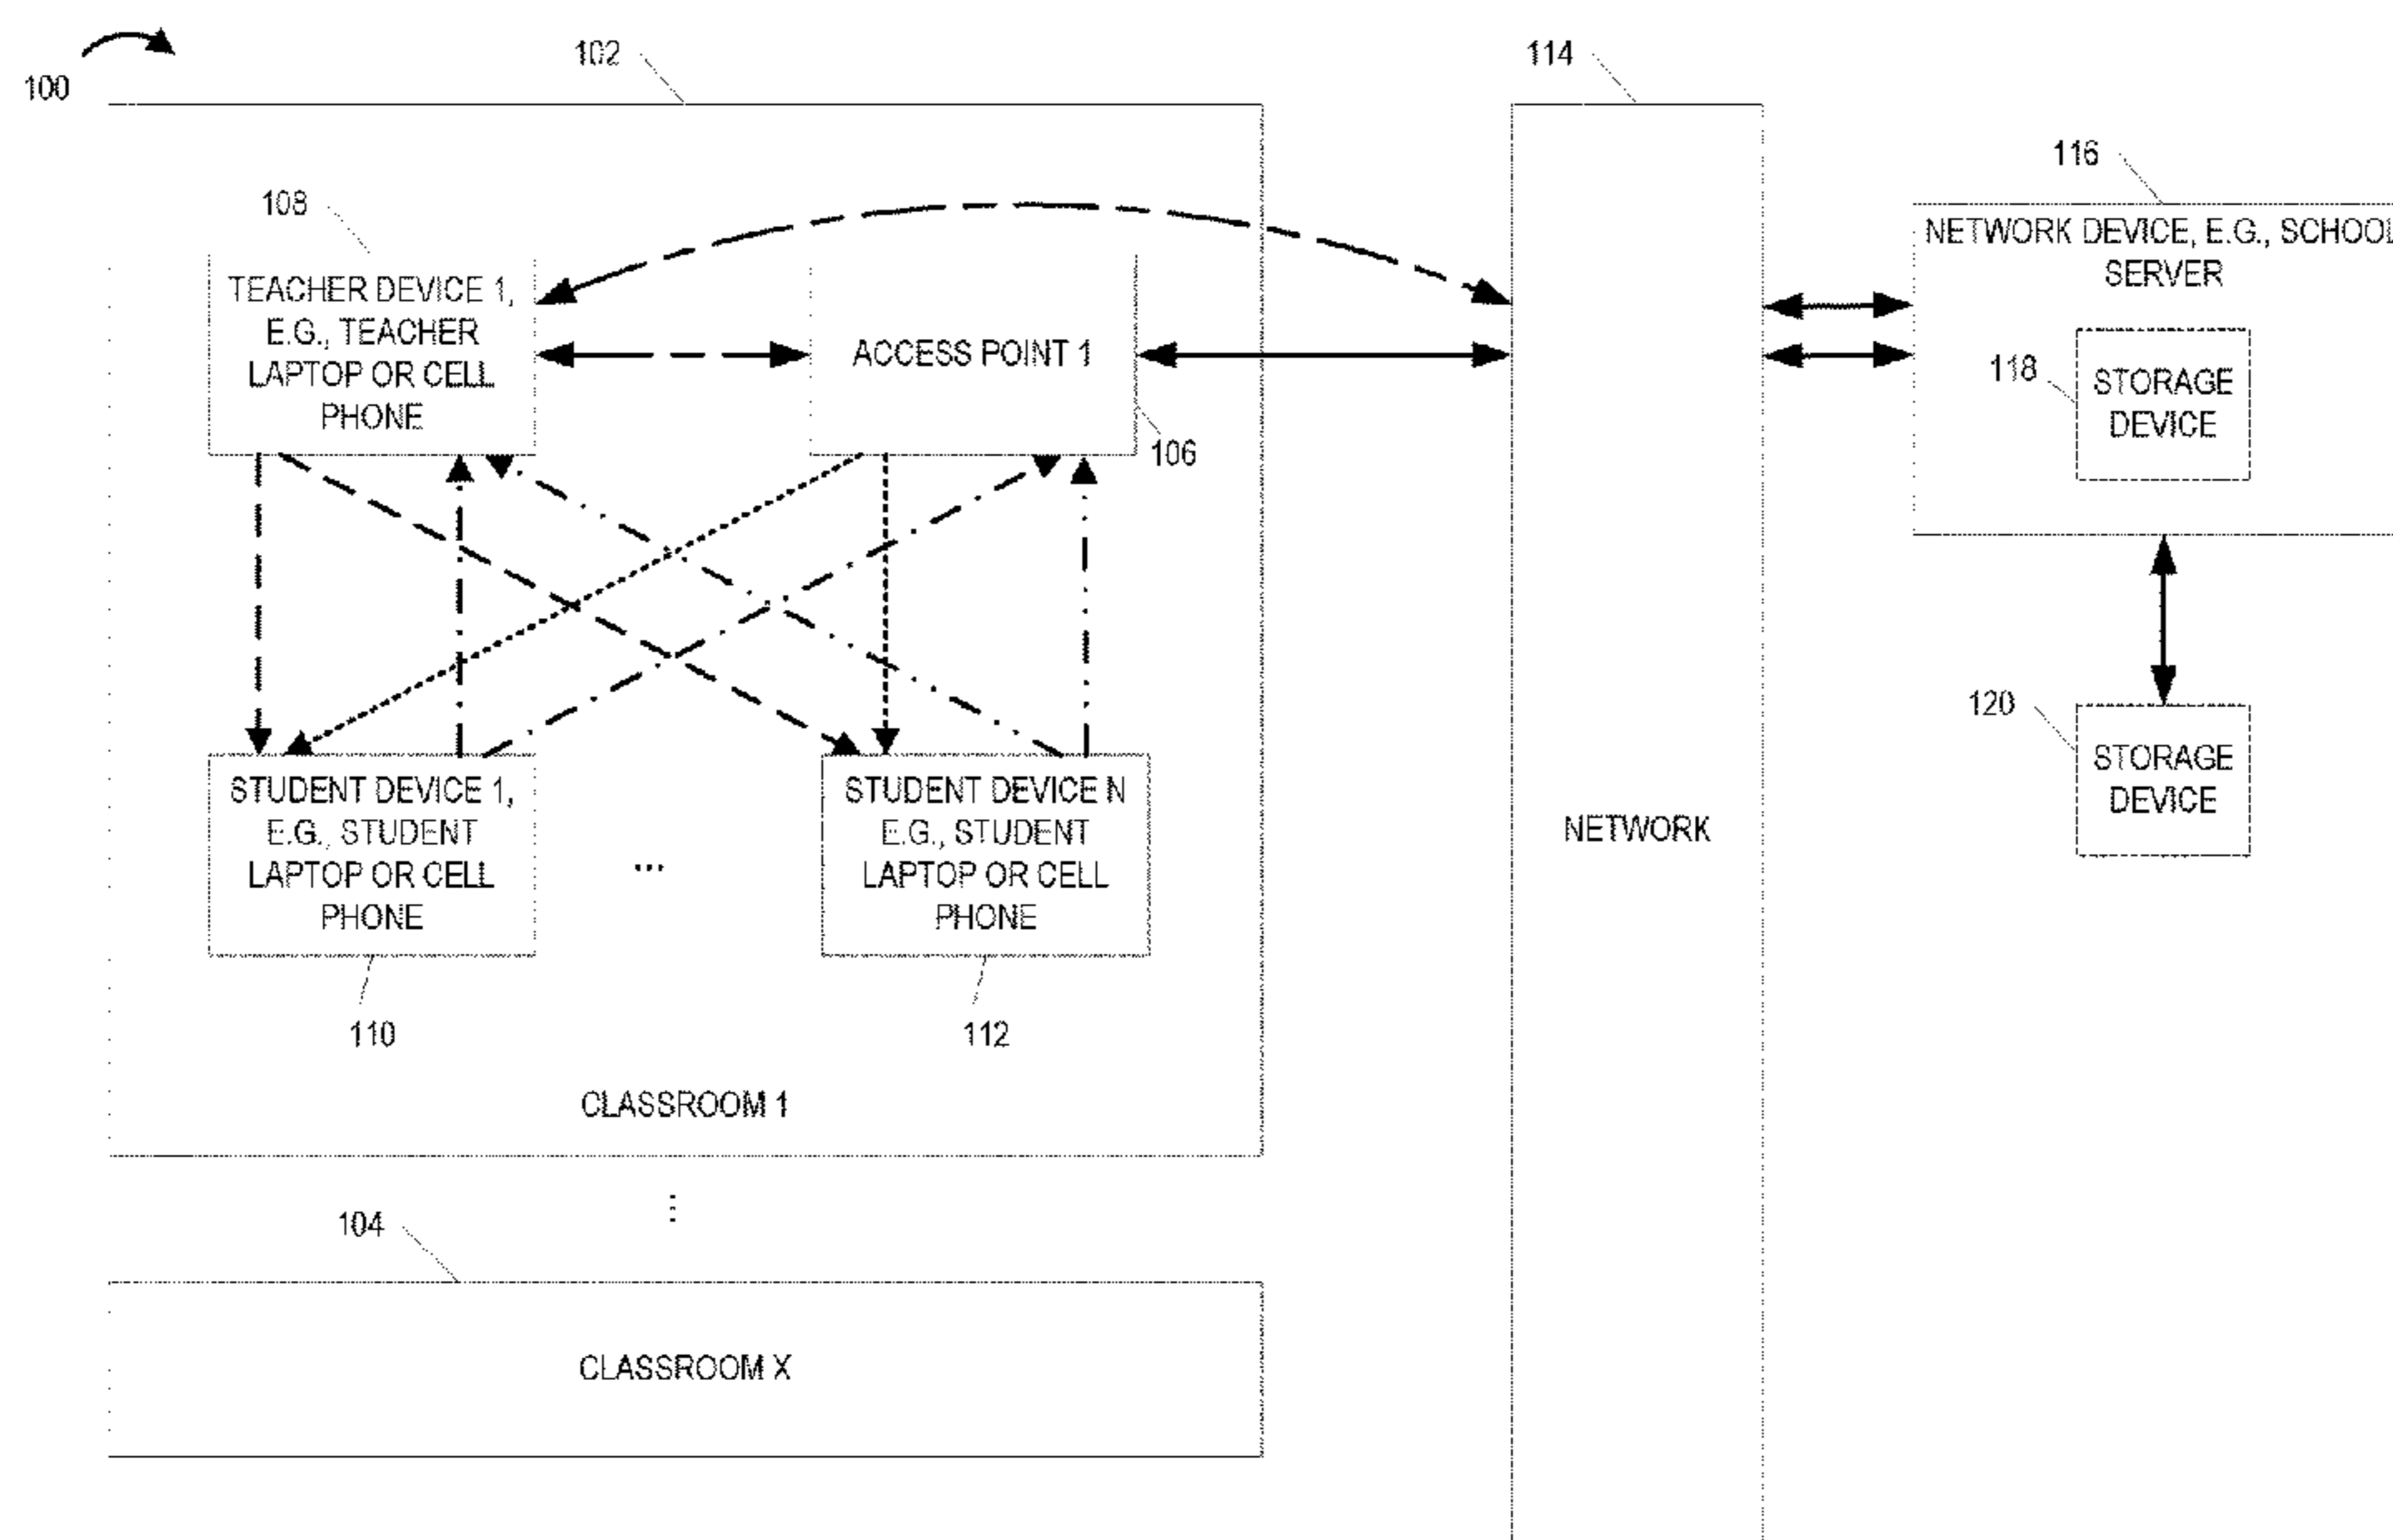 100
102
114
116
108
NETWORK DEVICE, E.G., SCHOOL
SERVER
TEACHER DEVICE 1,
E.G., TEACHER
LAPTOP OR CELL
PHONE
ACCESS POINT 1
106
118
STORAGE
DEVICE
120
STORAGE
DEVICE
STUDENT DEVICE 1,
E.G., STUDENT
LAPTOP OR CELL
PHONE
...
STUDENT DEVICE N
E.G., STUDENT
LAPTOP OR CELL
PHONE
NETWORK
110
112
CLASSROOM 1
...
104
CLASSROOM X